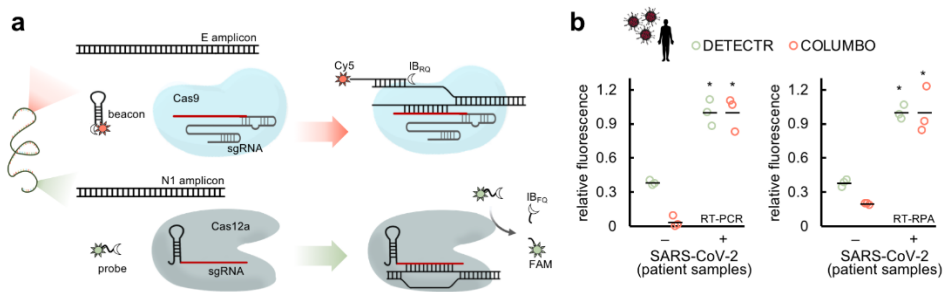 a
E amplicon
Cas9
beacon
sgRNA
Cy5
IB_RQ
N1 amplicon
Cas12a
probe
sgRNA
IB_FQ
FAM
b
DETECTR COLUMBO
relative fluorescence
1.2
0.9
0.6
0.3
0
* *
RT-PCR
– +
SARS-CoV-2
(patient samples)
relative fluorescence
1.2
0.9
0.6
0.3
0
* *
RT-RPA
– +
SARS-CoV-2
(patient samples)